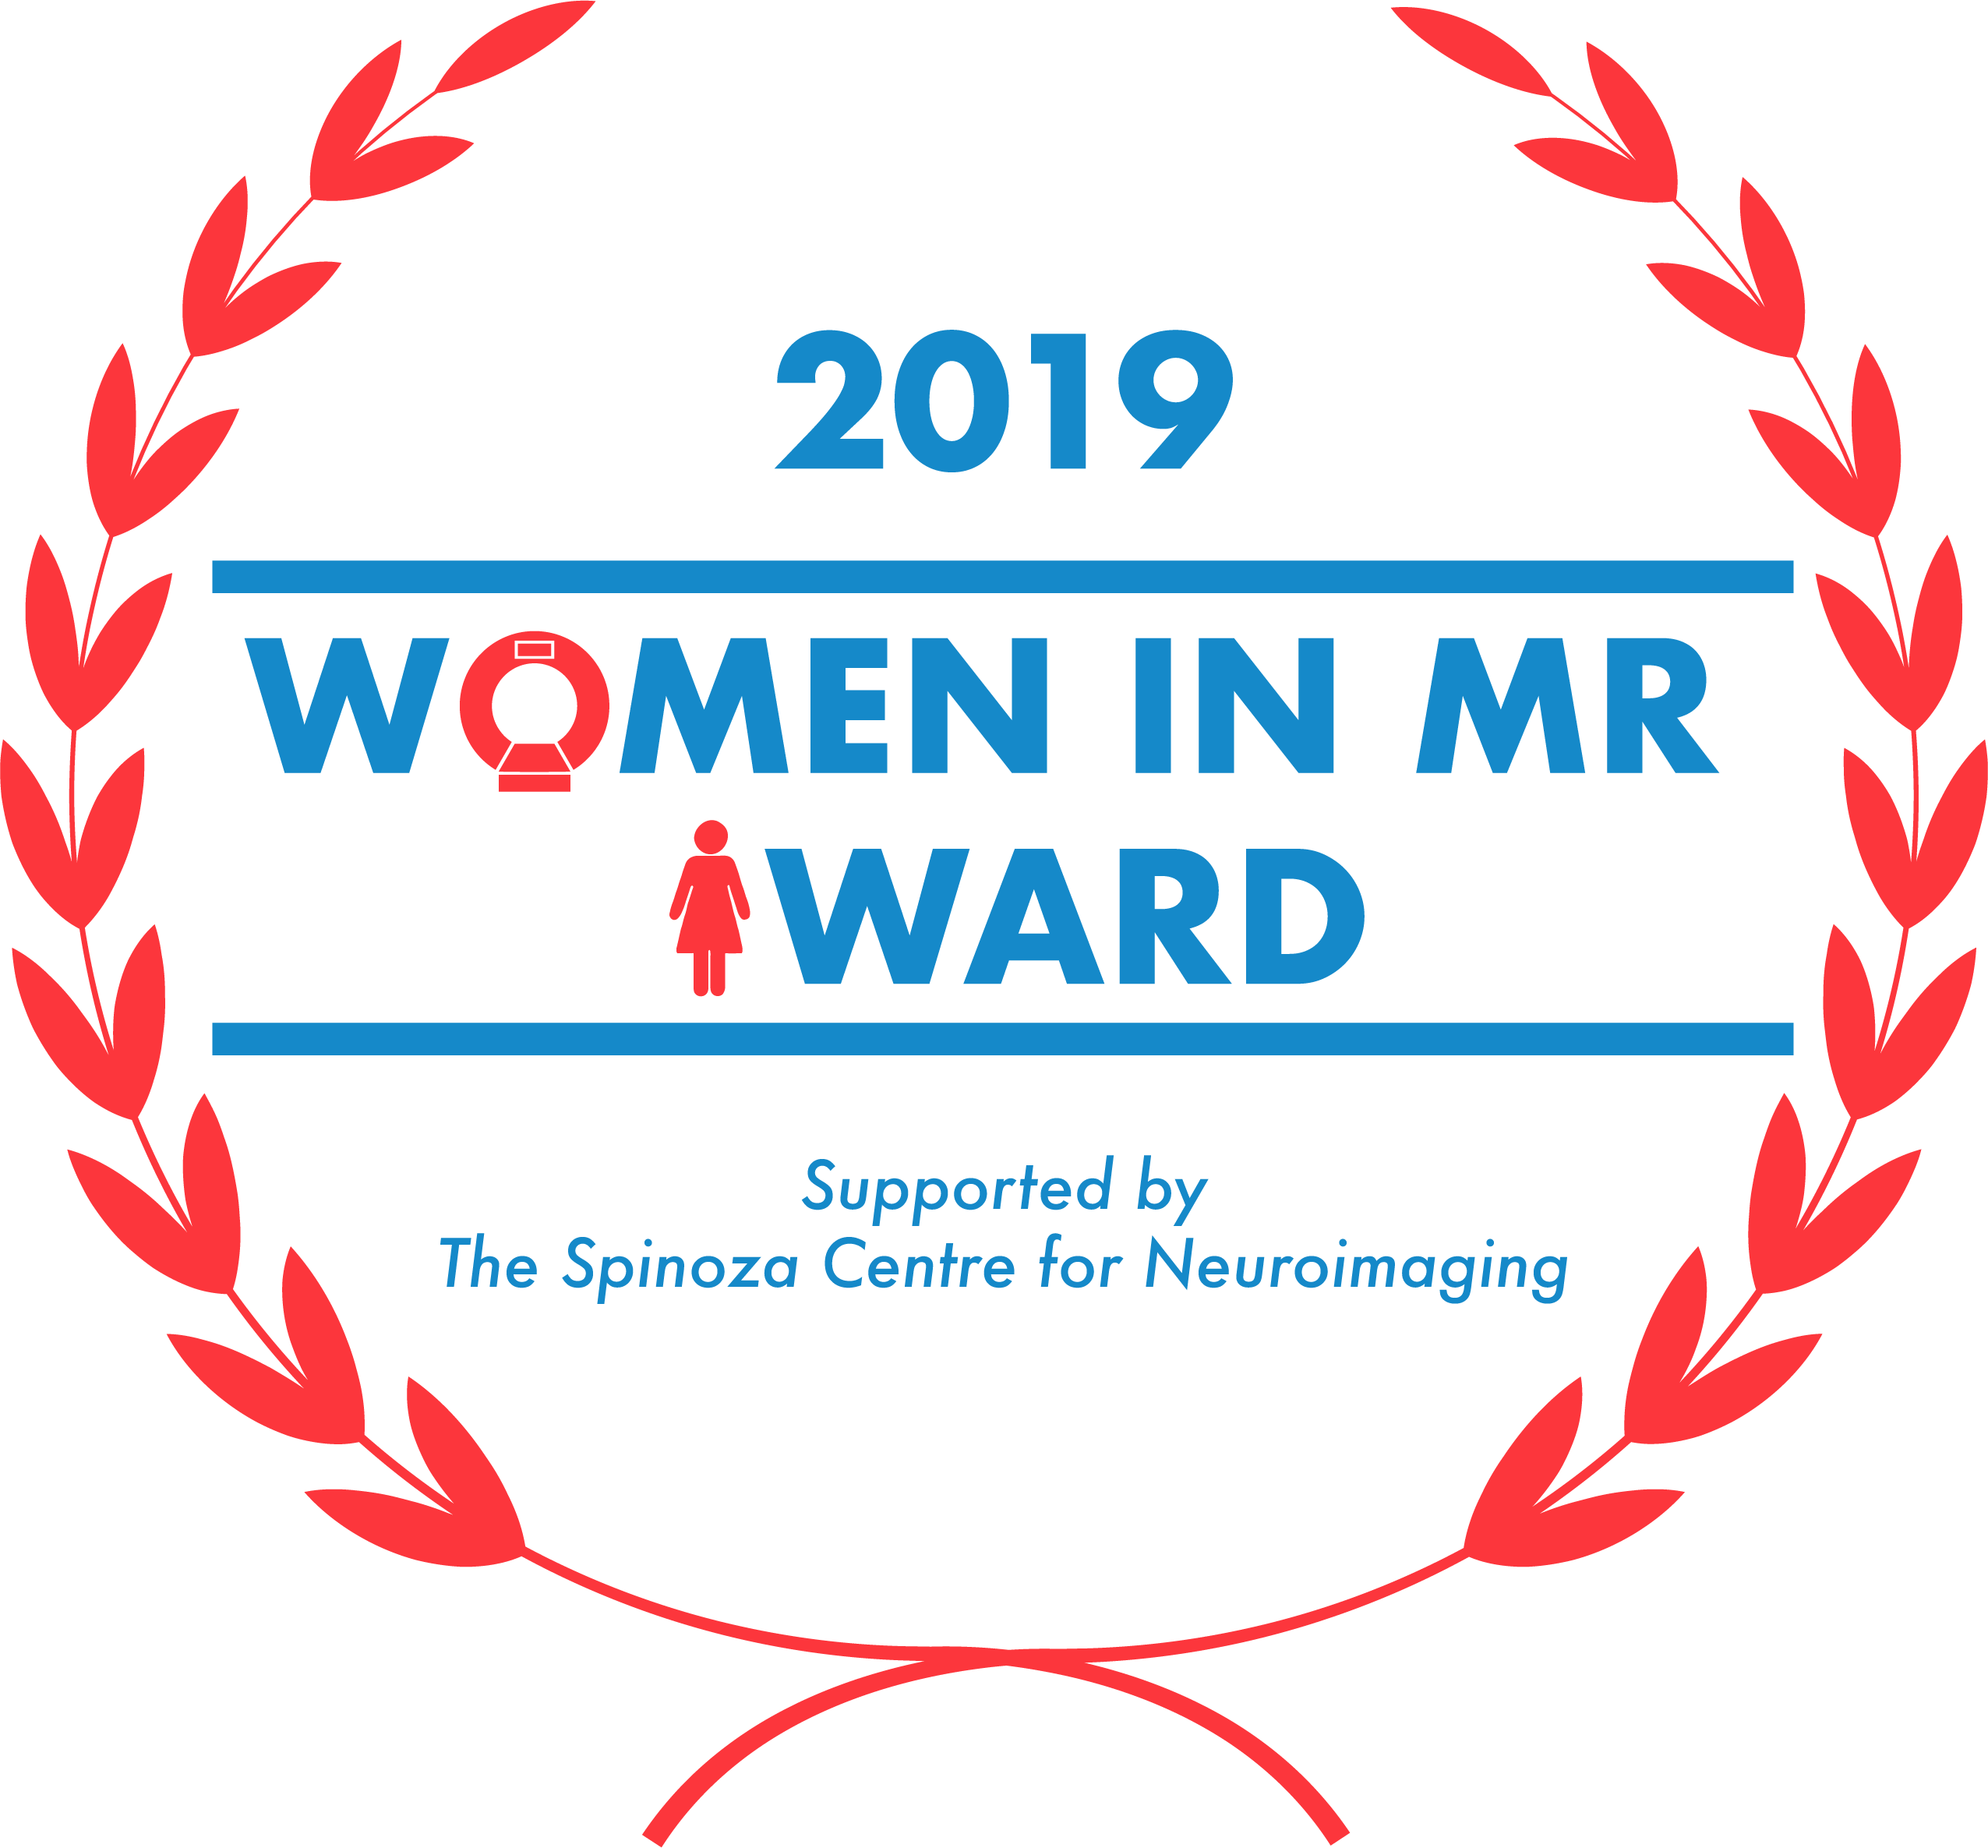 2019
WOMEN IN MR
AWARD
Supported by
The Spinoza Centre for Neuroimaging